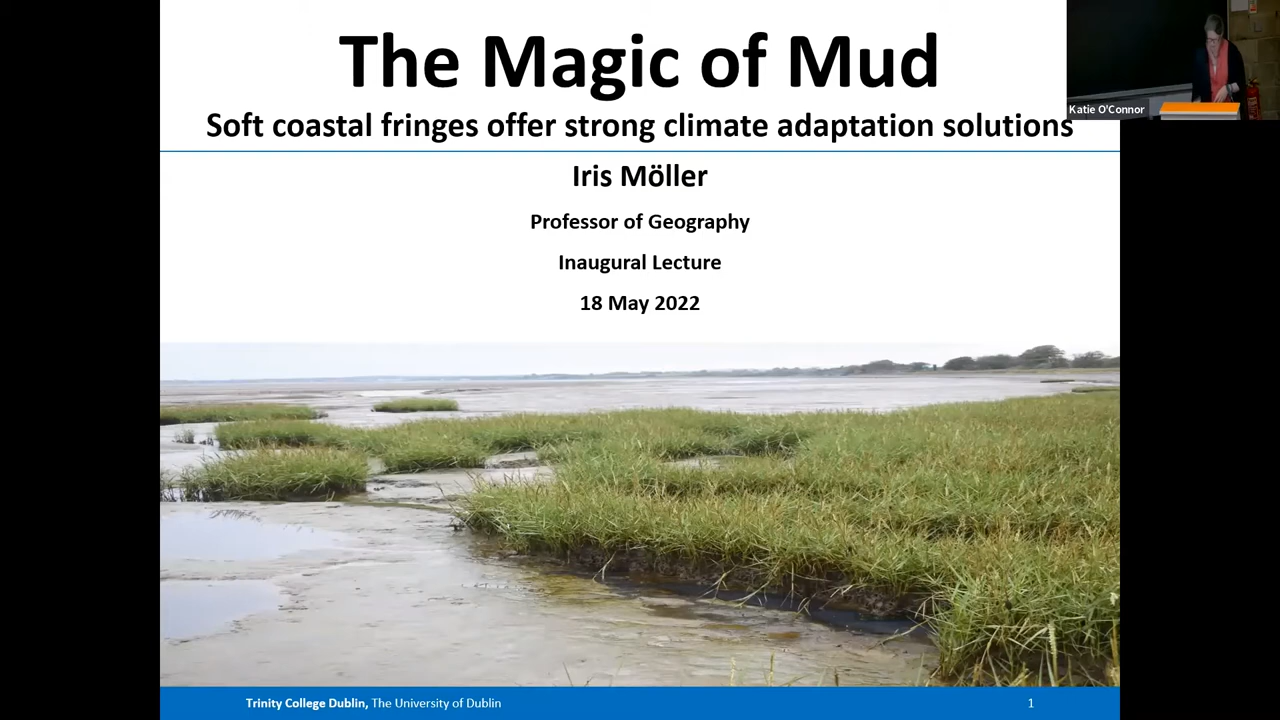 The Magic of Mud
Soft coastal fringes offer strong climate adaptation solutions
Iris Möller
Professor of Geography
Inaugural Lecture
18 May 2022
Katie O'Connor
Trinity College Dublin, The University of Dublin
1